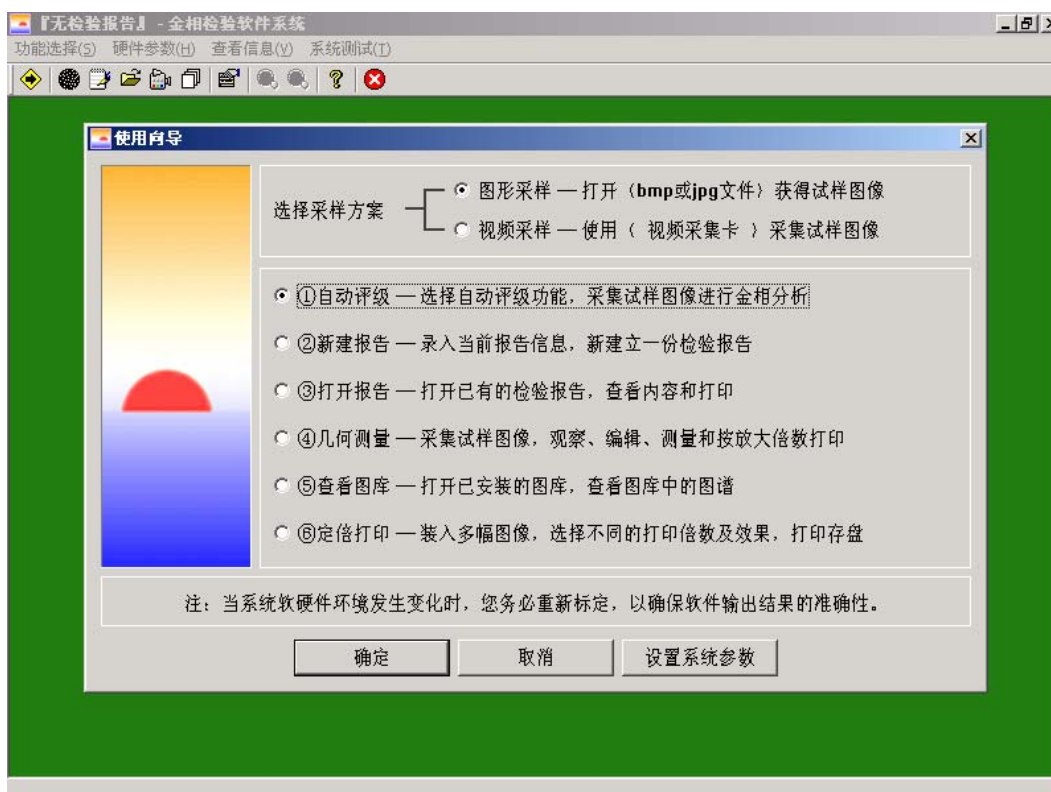 『无检验报告』 - 金相检验软件系统
功能选择(S) 硬件参数(H) 查看信息(V) 系统测试(T)
使用向导
选择采样方案
图形采样 — 打开（bmp或jpg文件）获得试样图像
视频采样 — 使用（ 视频采集卡 ）采集试样图像
①自动评级 — 选择自动评级功能，采集试样图像进行金相分析
②新建报告 — 录入当前报告信息，新建立一份检验报告
③打开报告 — 打开已有的检验报告，查看内容和打印
④几何测量 — 采集试样图像，观察、编辑、测量和按放大倍数打印
⑤查看图库 — 打开已安装的图库，查看图库中的图谱
⑥定倍打印 — 装入多幅图像，选择不同的打印倍数及效果，打印存盘
注：当系统软硬件环境发生变化时，您务必重新标定，以确保软件输出结果的准确性。
确定 取消 设置系统参数